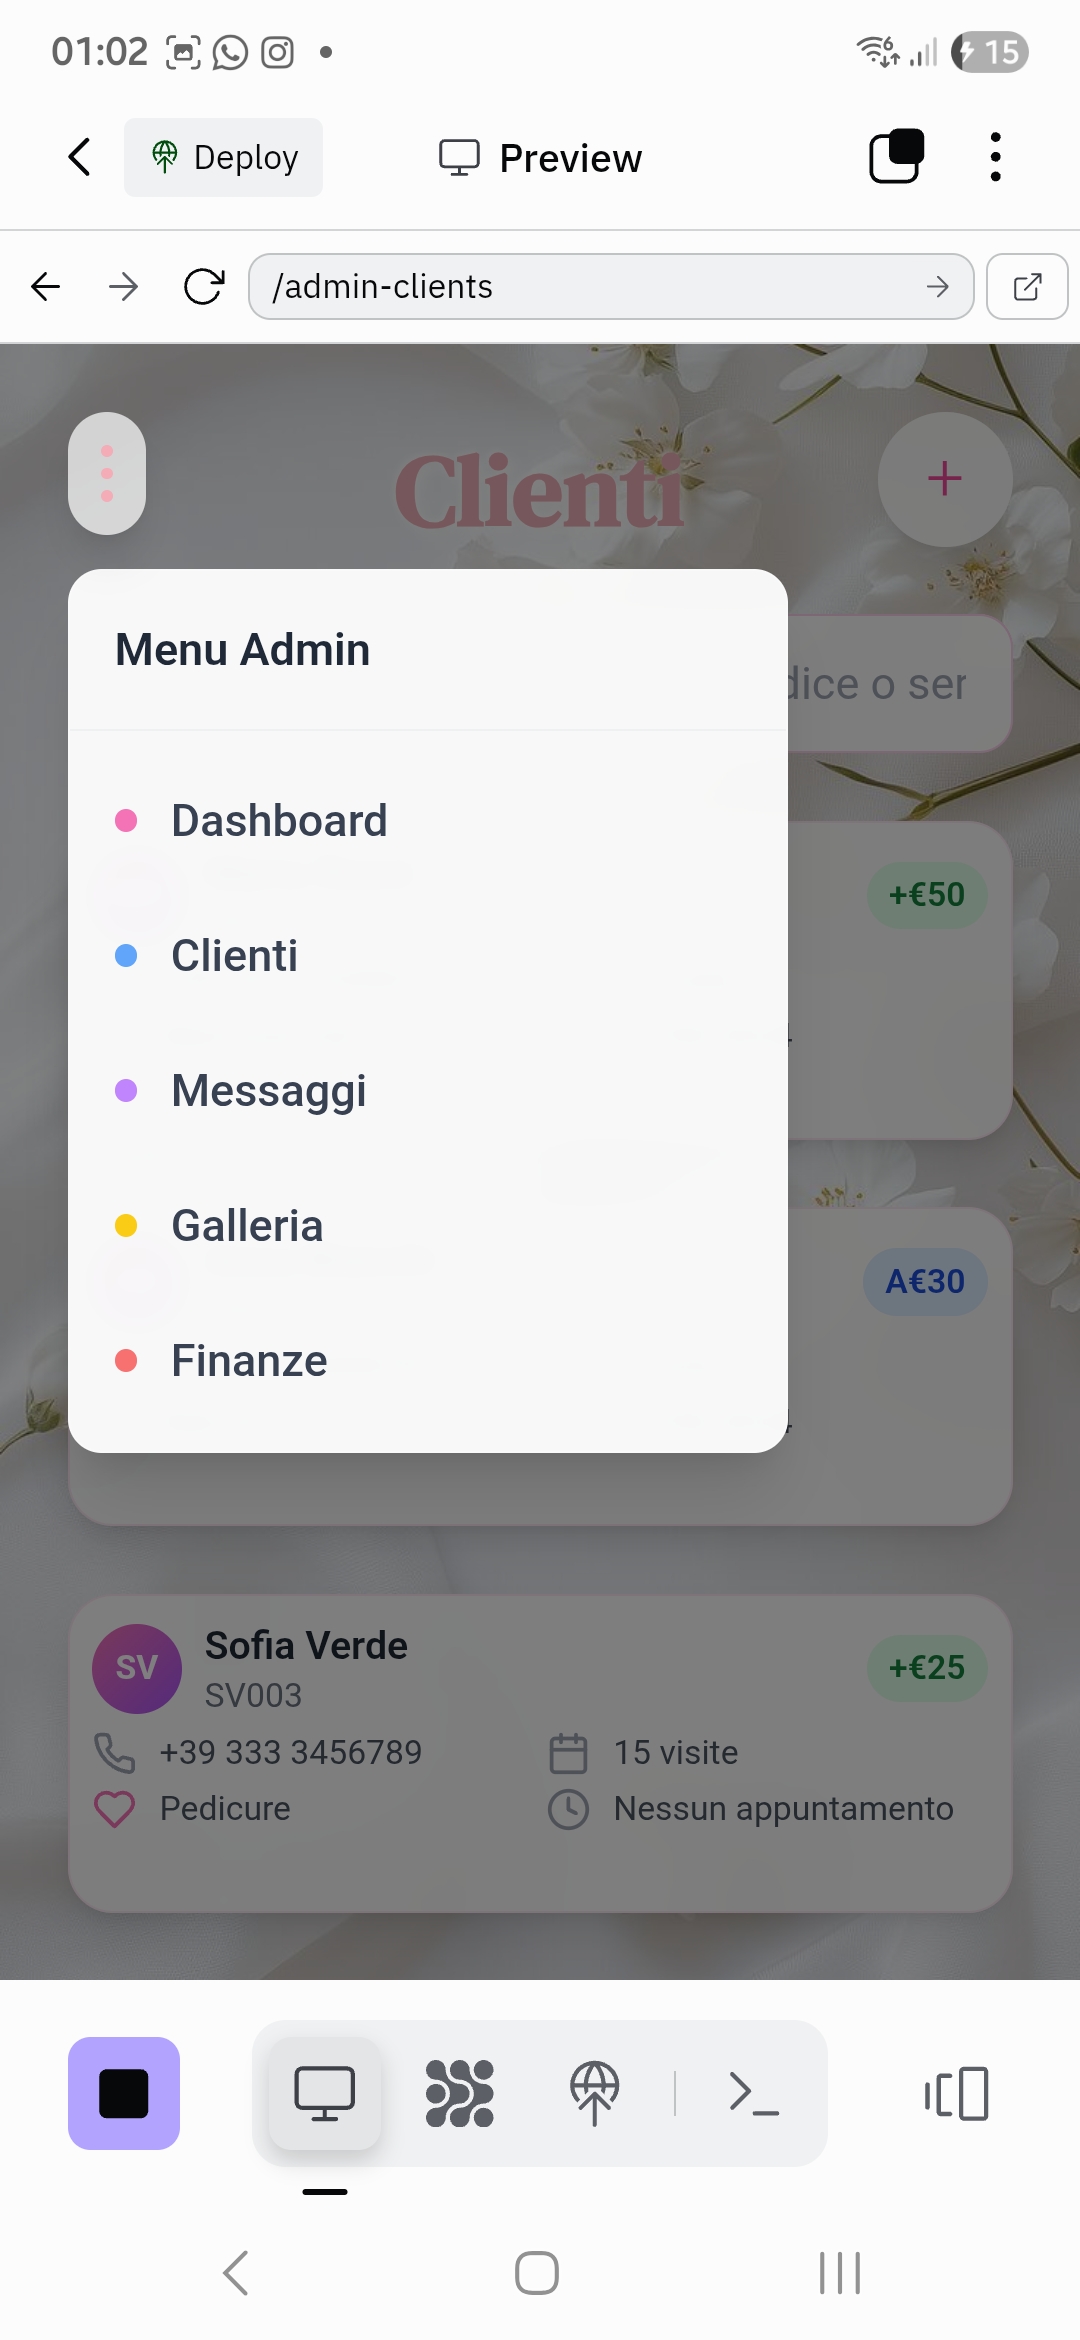 01:02
15
Deploy
Preview
/admin-clients
Clienti
+
Menu Admin
dice o ser
Dashboard
+€50
Clienti
Messaggi
Galleria
A€30
Finanze
SV
Sofia Verde
SV003
+€25
+39 333 3456789
15 visite
Pedicure
Nessun appuntamento